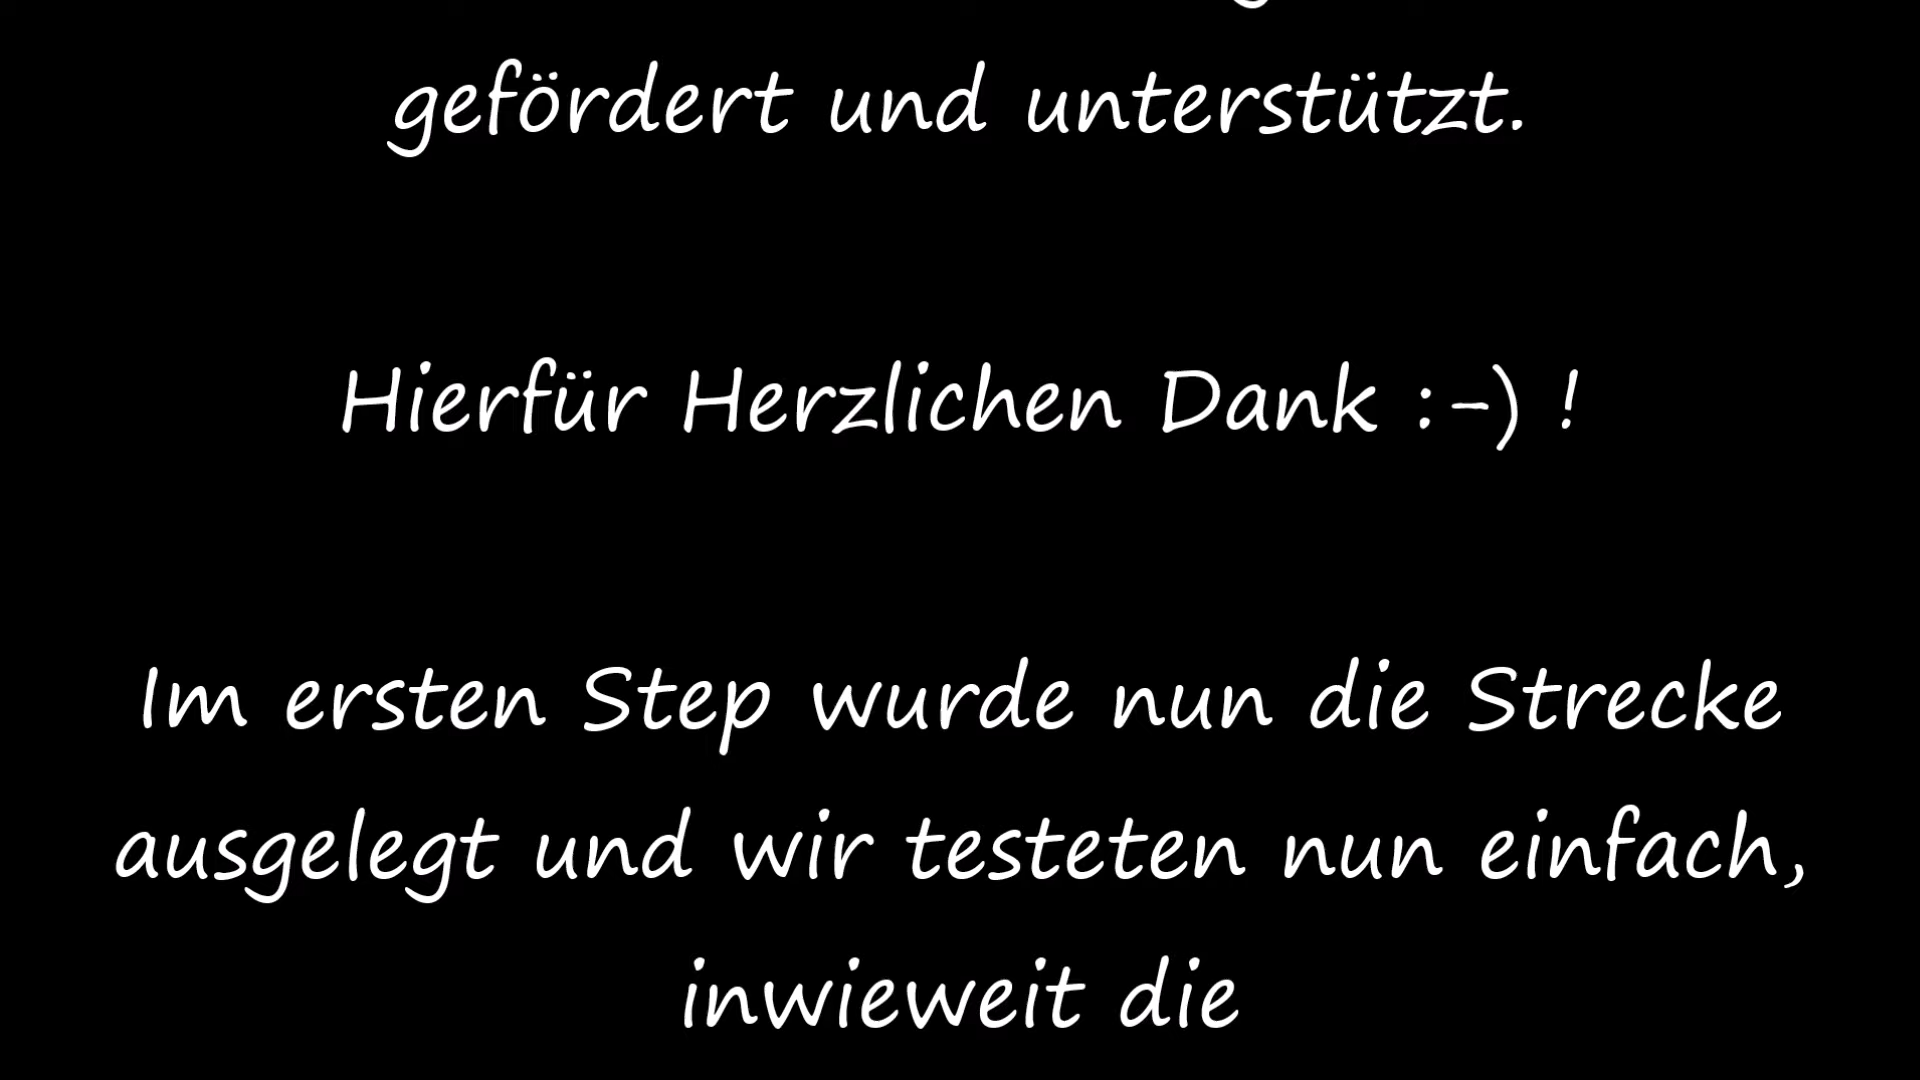 gefördert und unterstützt.
Hierfür Herzlichen Dank :-) !
Im ersten Step wurde nun die Strecke
ausgelegt und wir testeten nun einfach,
inwieweit die